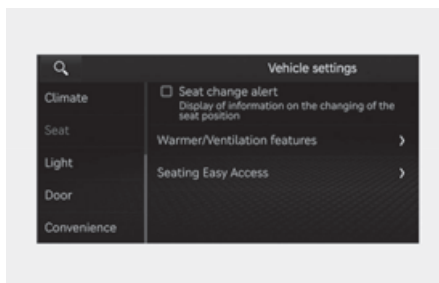 Vehicle settings
Climate
Seat
Light
Door
Convenience
Seat change alert
Display of information on the changing of the
seat position
Warmer/Ventilation features
Seating Easy Access